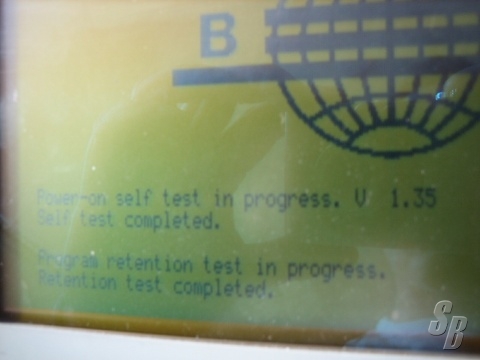 B
Power-on self test in progress. V 1.35
Self test completed.
Program retention test in progress.
Retention test completed.
SB